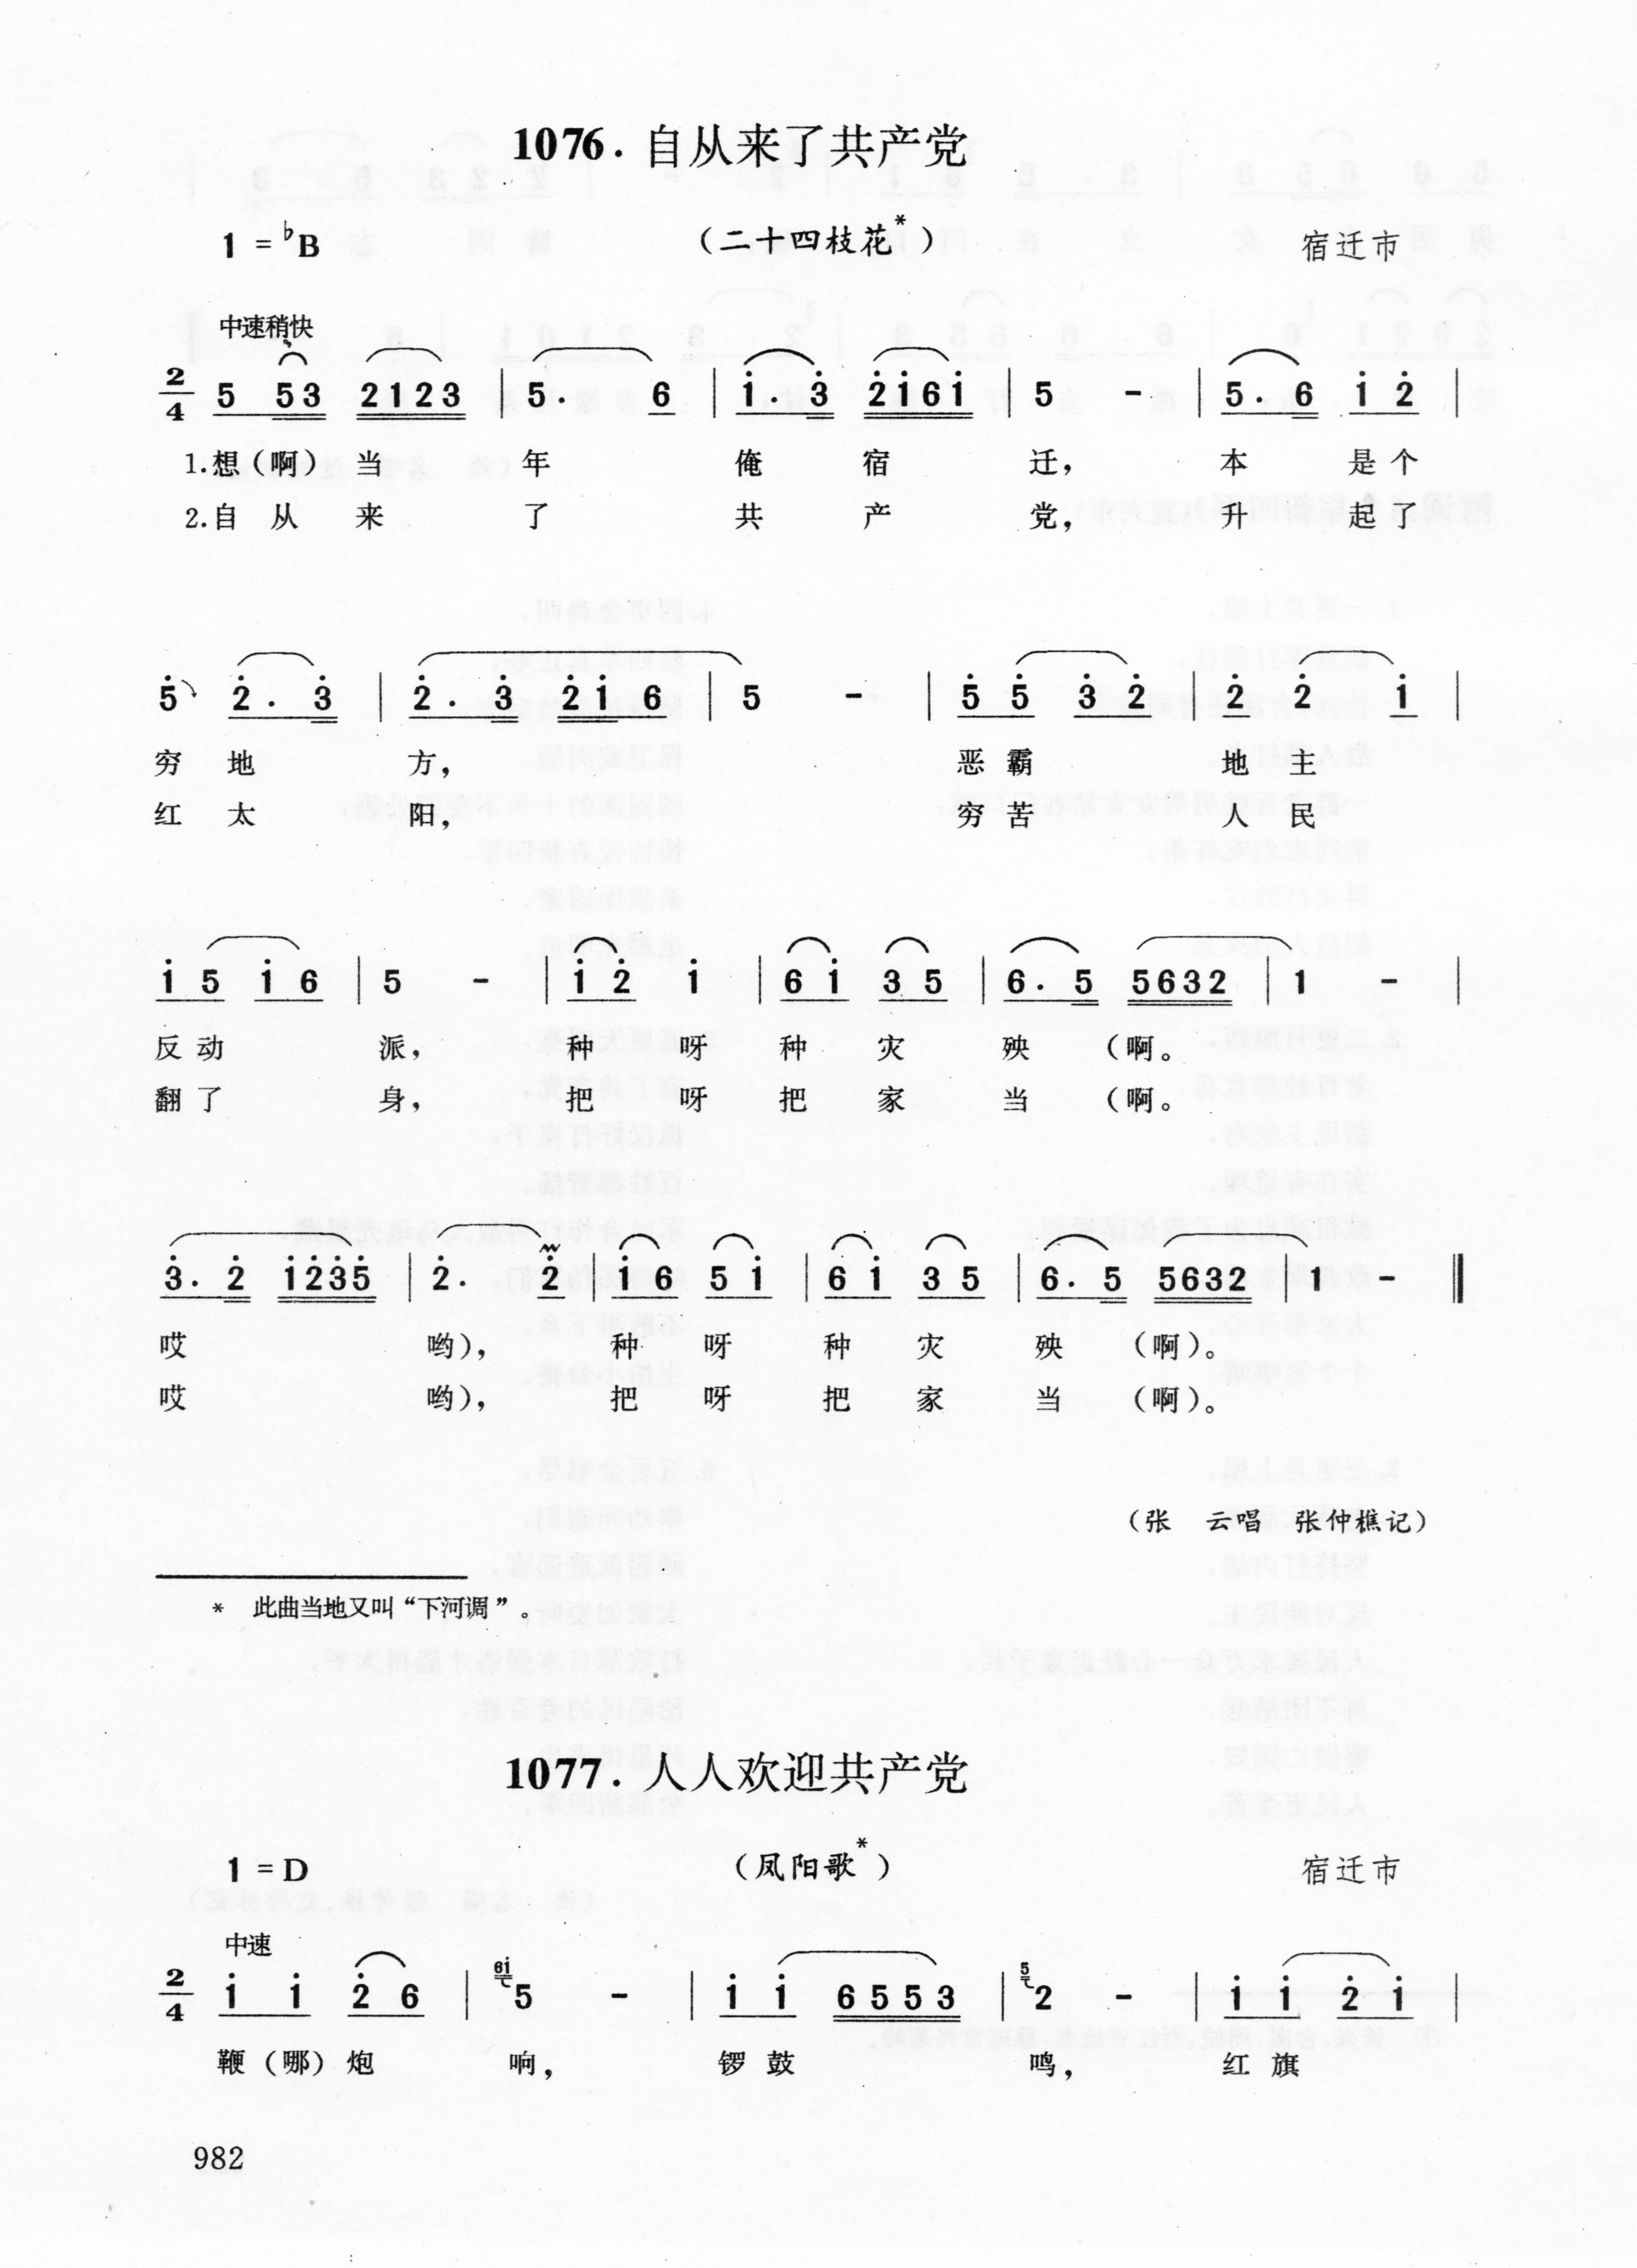 1076. 自从来了共产党
1 = ♭B （二十四枝花*） 宿迁市
中速稍快
2/4 5 53 2123 | 5. 6 | i. 3̇ 2̇i6i | 5 - | 5. 6 i 2̇ |
1.想（啊）当 年 俺 宿 迁， 本 是个
2.自 从 来 了 共 产 党， 升 起了
5̇ 2̇. 3̇ | 2̇. 3̇ 2̇i 6 | 5 - | 5̇ 5̇ 3̇ 2̇ | 2̇ 2̇ i |
穷 地 方， 恶霸 地 主
红 太 阳， 穷苦 人 民
i 5 i 6 | 5 - | i 2̇ i | 6 i 3 5 | 6. 5 5632 | 1 - |
反动 派， 种 呀 种 灾 殃 （啊。
翻了 身， 把 呀 把 家 当 （啊。
3̇. 2̇ i2̇3̇5̇ | 2̇. 2̇ | i 6 5 i | 6 i 3 5 | 6. 5 5632 | 1 - ‖
哎 哟）， 种 呀 种 灾 殃 （啊）。
哎 哟）， 把 呀 把 家 当 （啊）。
（张 云唱 张仲樵记）
* 此曲当地又叫“下河调”。
1077. 人人欢迎共产党
1 = D （凤阳歌*） 宿迁市
中速
2/4 i i 2̇ 6 | 6i 5 - | i i 6553 | 5 2 - | i i 2̇ i |
鞭（哪）炮 响， 锣鼓 鸣， 红旗
982